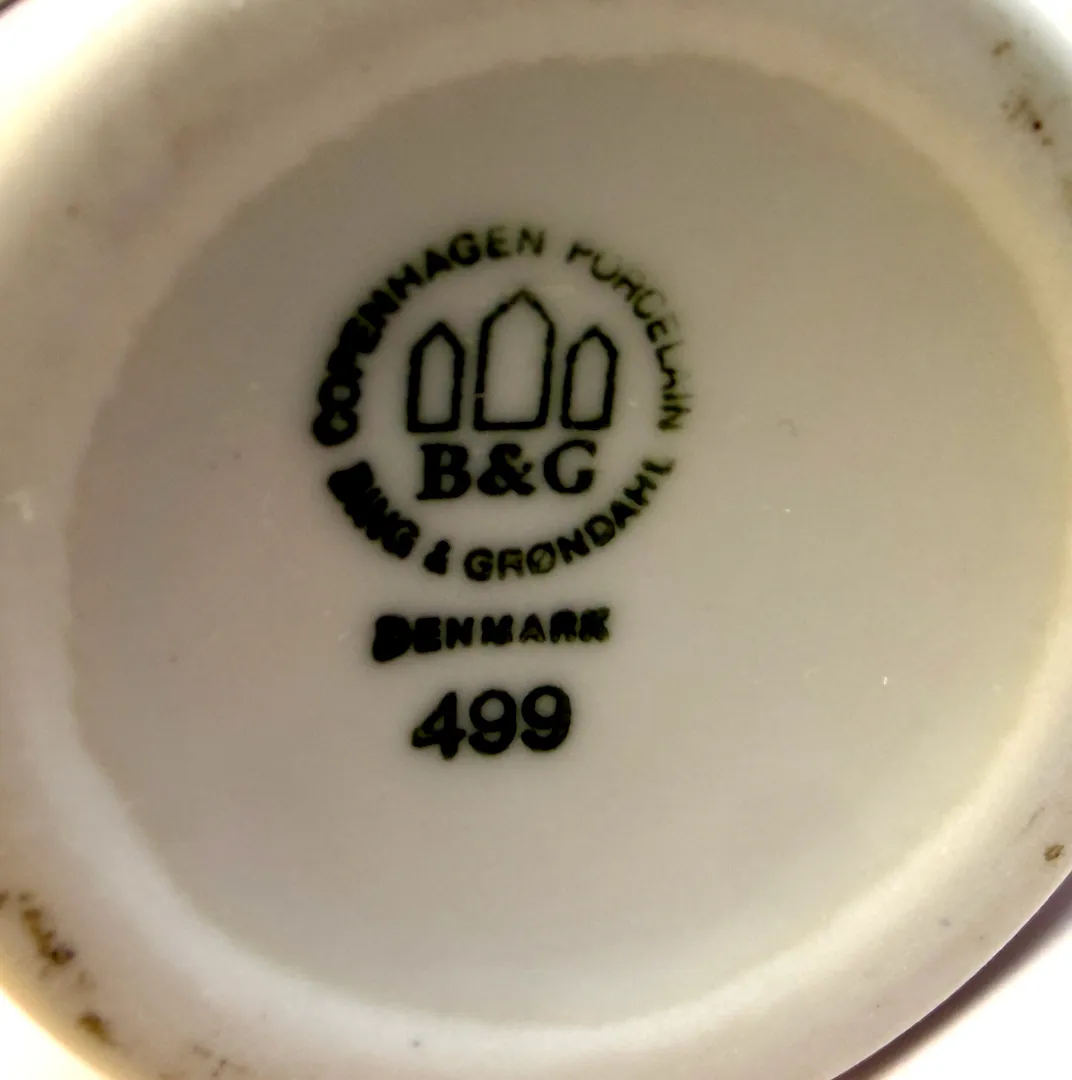 COPENHAGEN PORCELAIN
B&G
BING & GRØNDAHL
DENMARK
499